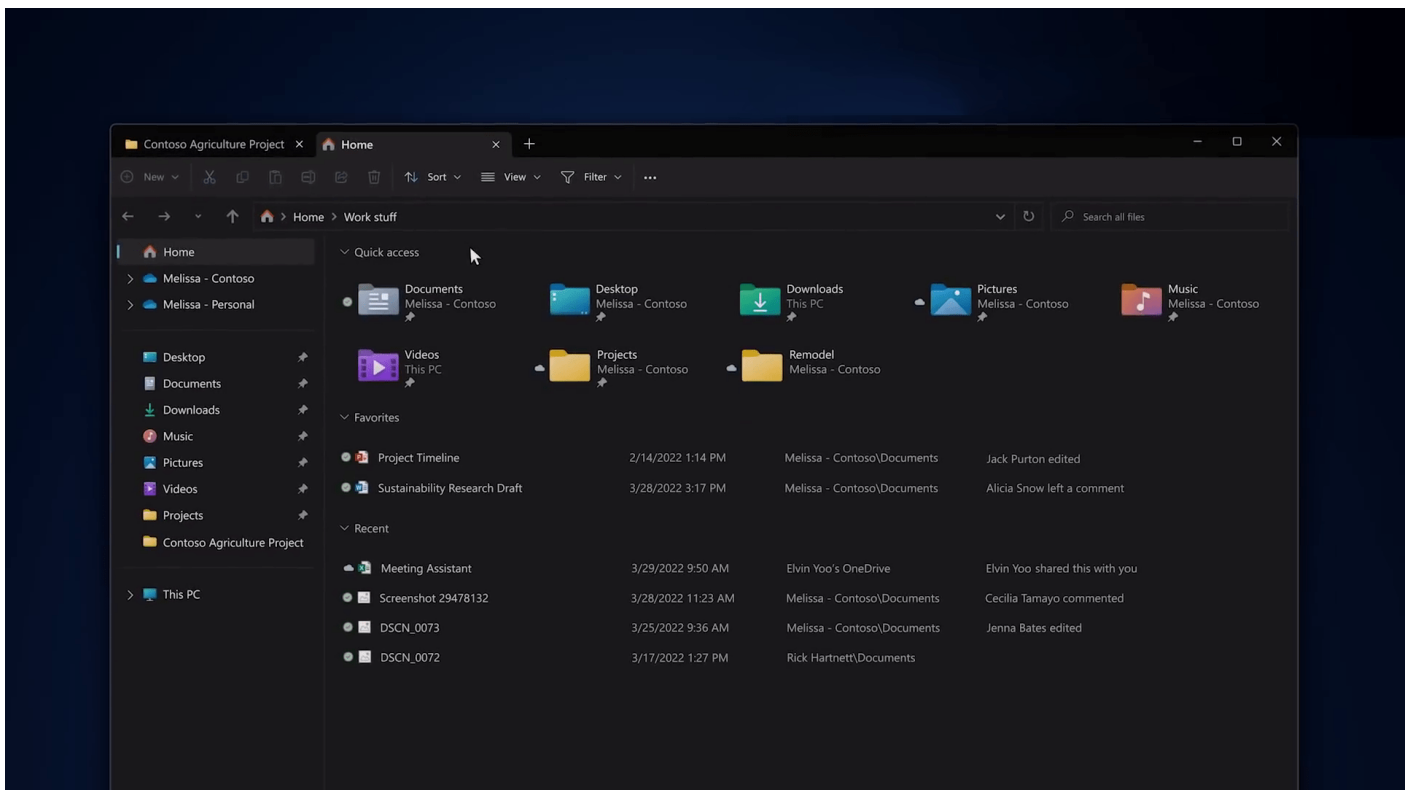 Contoso Agriculture Project
Home
New
Sort
View
Filter
Home > Work stuff
Search all files
Home
Melissa - Contoso
Melissa - Personal
Desktop
Documents
Downloads
Music
Pictures
Videos
Projects
Contoso Agriculture Project
This PC
Quick access
Documents
Melissa - Contoso
Desktop
Melissa - Contoso
Downloads
This PC
Pictures
Melissa - Contoso
Music
Melissa - Contoso
Videos
This PC
Projects
Melissa - Contoso
Remodel
Melissa - Contoso
Favorites
Project Timeline 2/14/2022 1:14 PM Melissa - Contoso\Documents Jack Purton edited
Sustainability Research Draft 3/28/2022 3:17 PM Melissa - Contoso\Documents Alicia Snow left a comment
Recent
Meeting Assistant 3/29/2022 9:50 AM Elvin Yoo's OneDrive Elvin Yoo shared this with you
Screenshot 29478132 3/28/2022 11:23 AM Melissa - Contoso\Documents Cecilia Tamayo commented
DSCN_0073 3/25/2022 9:36 AM Melissa - Contoso\Documents Jenna Bates edited
DSCN_0072 3/17/2022 1:27 PM Rick Hartnett\Documents